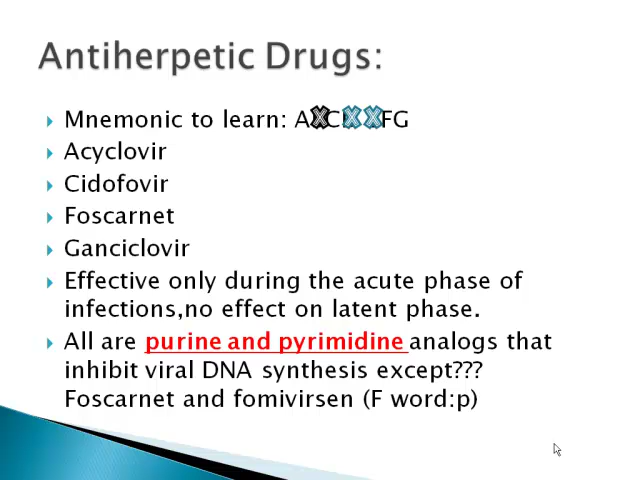 Antiherpetic Drugs:
Mnemonic to learn: A C FG
Acyclovir
Cidofovir
Foscarnet
Ganciclovir
Effective only during the acute phase of
infections,no effect on latent phase.
All are purine and pyrimidine analogs that
inhibit viral DNA synthesis except???
Foscarnet and fomivirsen (F word:p)